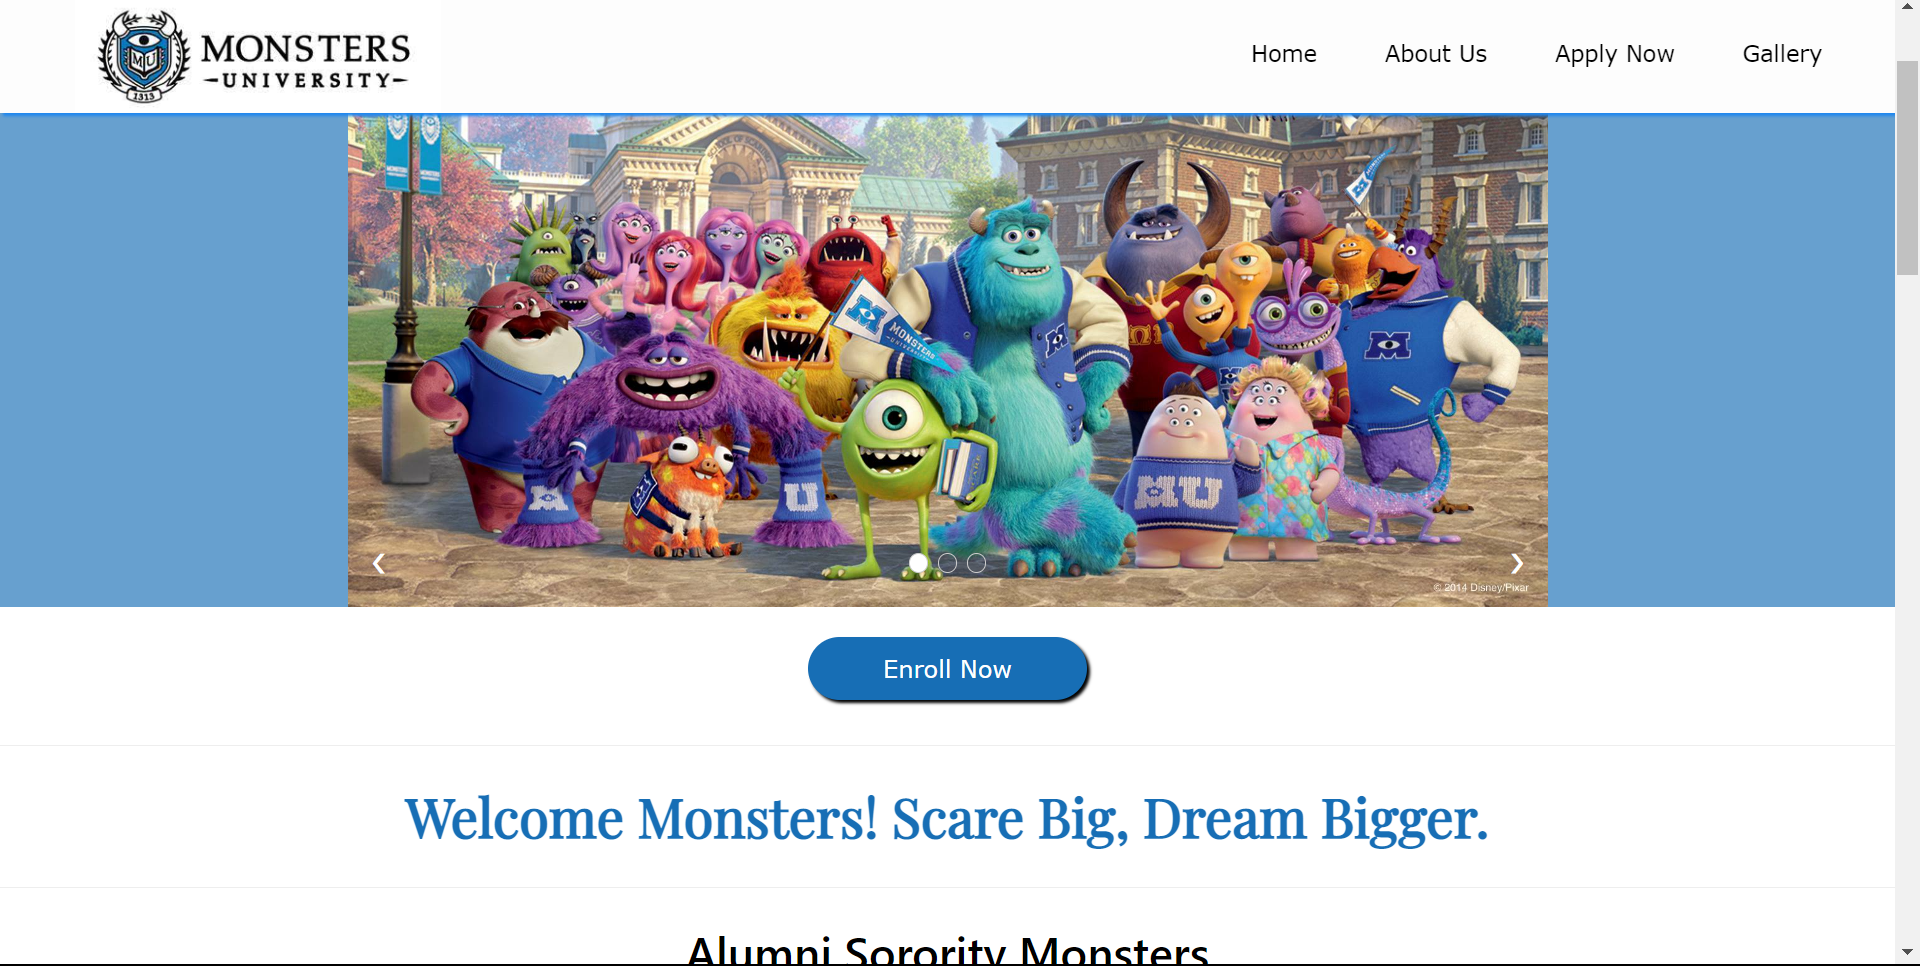 MONSTERS
UNIVERSITY
MU
1313
Home
About Us
Apply Now
Gallery
MONSTERS
UNIVERSITY
M
M
U
MU
© 2014 Disney/Pixar
Enroll Now
Welcome Monsters! Scare Big, Dream Bigger.
Alumni Sorority Monsters